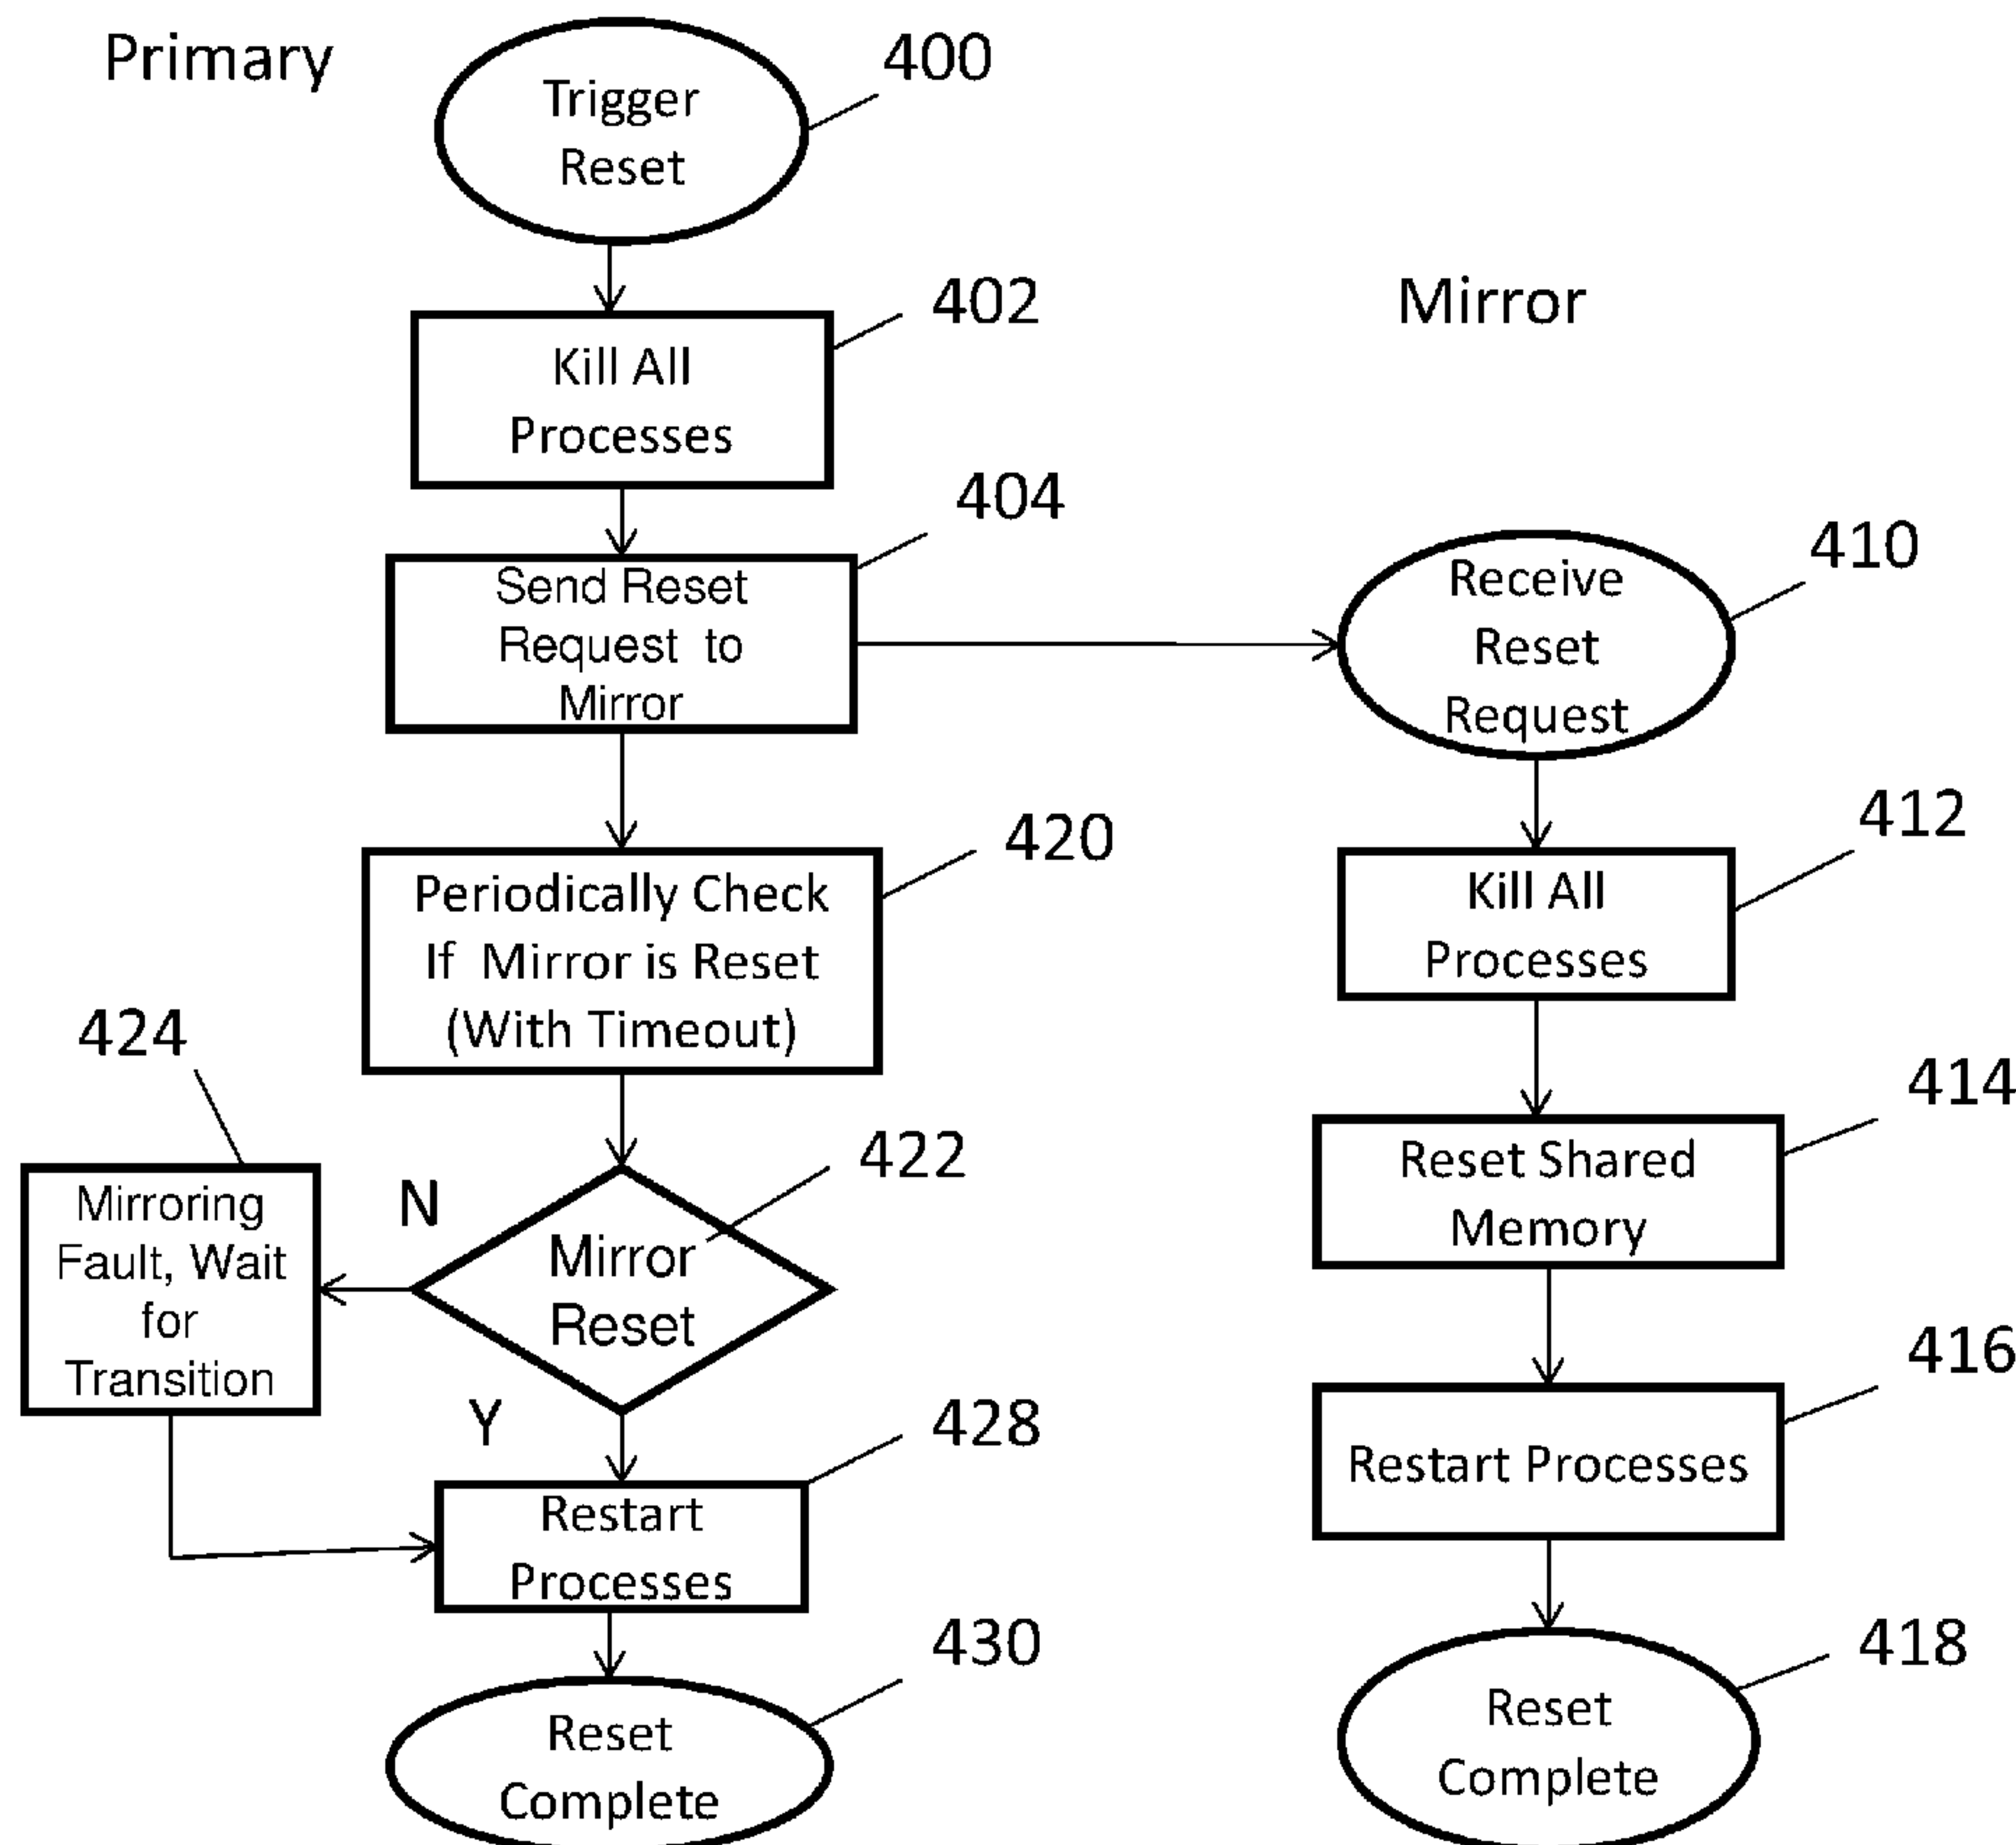 Primary
400
Trigger
Reset
402
Kill All
Processes
404
Send Reset
Request to
Mirror
420
Periodically Check
If Mirror is Reset
(With Timeout)
422
Mirror
Reset
N
424
Mirroring
Fault, Wait
for
Transition
Y
428
Restart
Processes
430
Reset
Complete
Mirror
410
Receive
Reset
Request
412
Kill All
Processes
414
Reset Shared
Memory
416
Restart Processes
418
Reset
Complete